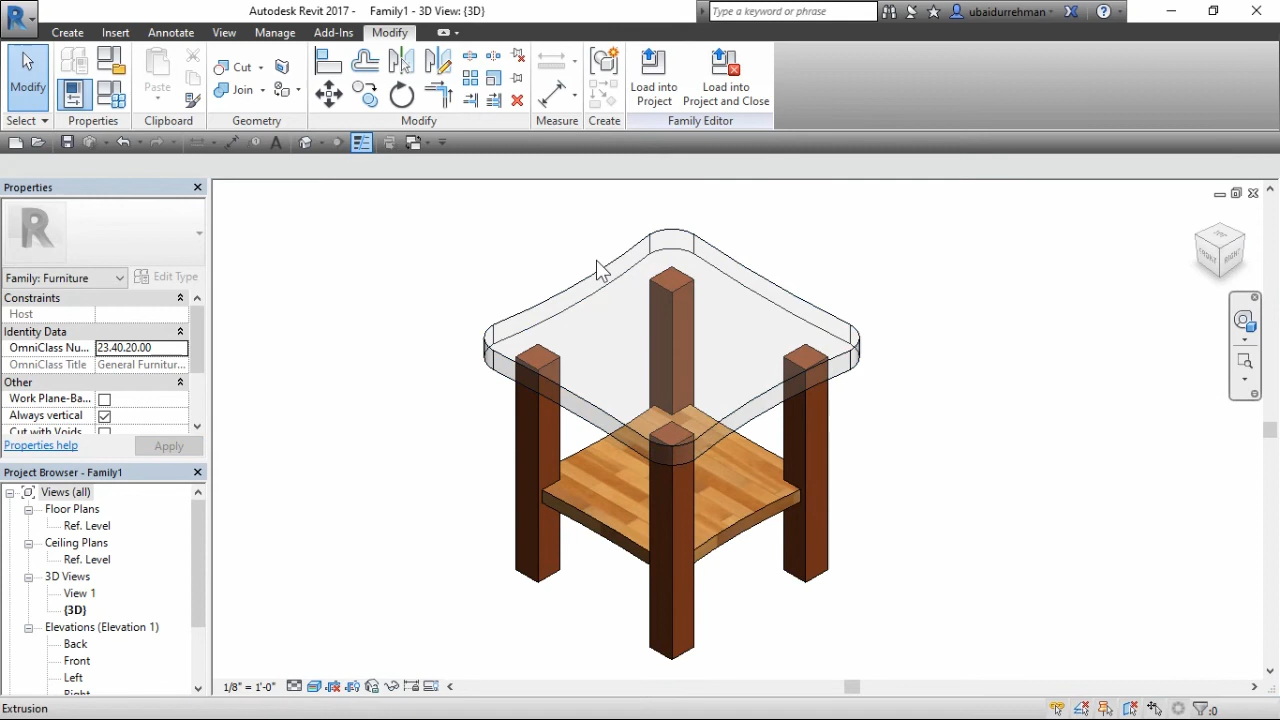 Autodesk Revit 2017 - Family1 - 3D View: {3D}
Type a keyword or phrase
ubaidurrehman
Create Insert Annotate View Manage Add-Ins Modify
Modify
Paste
Cut
Join
Load into Project
Load into Project and Close
Select Properties Clipboard Geometry Modify Measure Create Family Editor
Properties
R
Family: Furniture Edit Type
Constraints
Host
Identity Data
OmniClass Nu... 23.40.20.00
OmniClass Title General Furnitur...
Other
Work Plane-Ba...
Always vertical
Cut with Voids
Properties help Apply
Project Browser - Family1
Views (all)
Floor Plans
Ref. Level
Ceiling Plans
Ref. Level
3D Views
View 1
{3D}
Elevations (Elevation 1)
Back
Front
Left
Right
1/8" = 1'-0"
Extrusion
:0